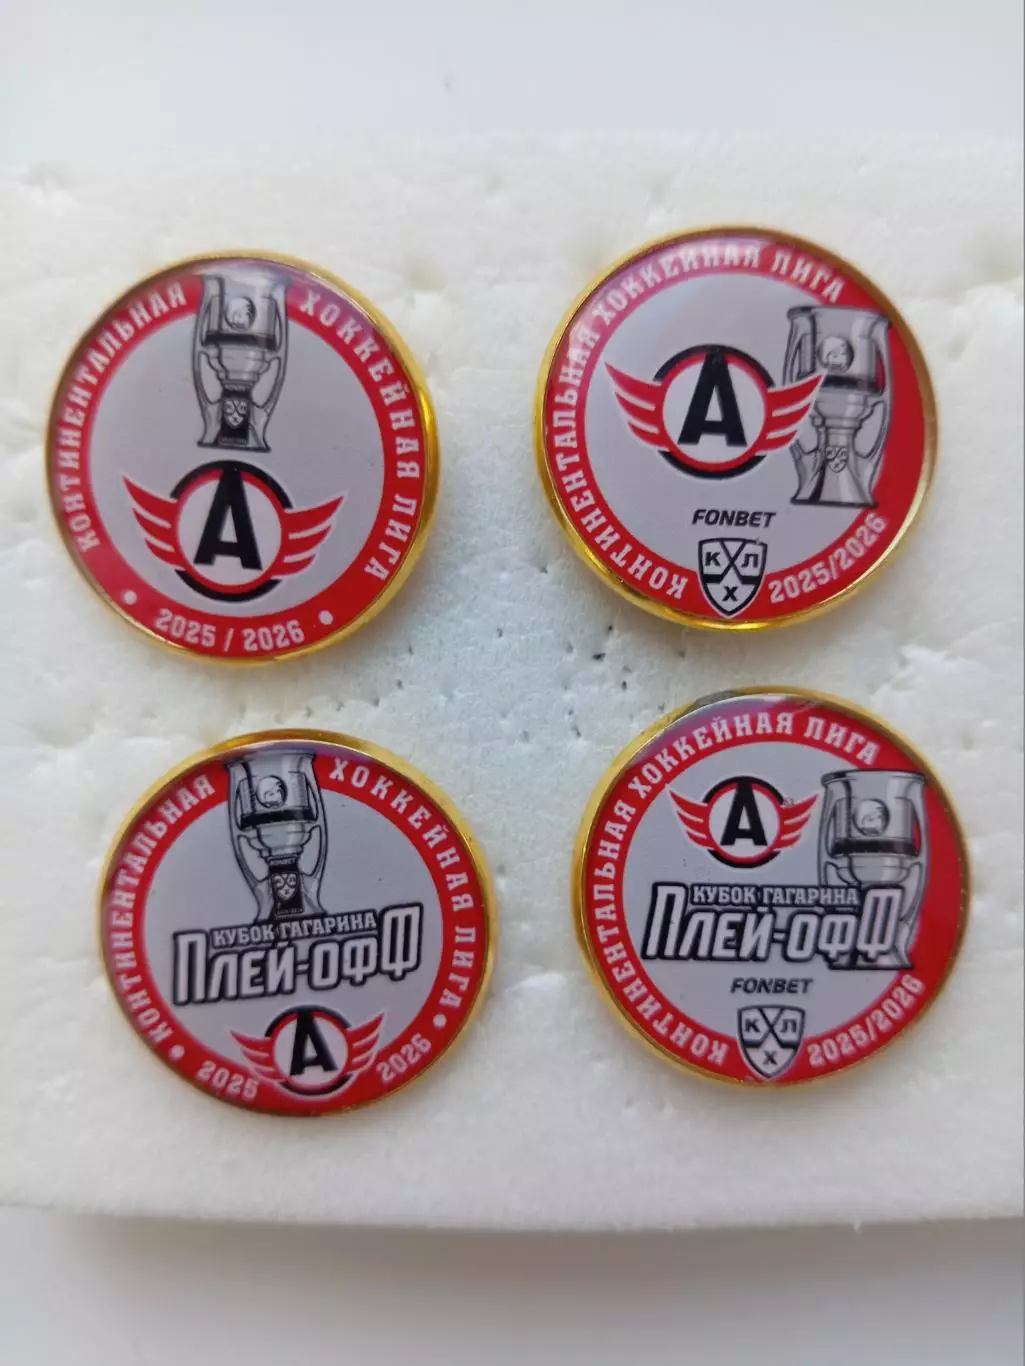 КОНТИНЕНТАЛЬНАЯ ХОККЕЙНАЯ ЛИГА
А
• 2025 / 2026 •
КОНТИНЕНТАЛЬНАЯ ХОККЕЙНАЯ ЛИГА
А
FONBET
КХЛ
2025/2026
КОНТИНЕНТАЛЬНАЯ ХОККЕЙНАЯ ЛИГА
FONBET
КУБОК ГАГАРИНА
ПЛЕЙ-ОФФ
А
• 2025 2026 •
КОНТИНЕНТАЛЬНАЯ ХОККЕЙНАЯ ЛИГА
А
КУБОК ГАГАРИНА
ПЛЕЙ-ОФФ
FONBET
КХЛ
2025/2026